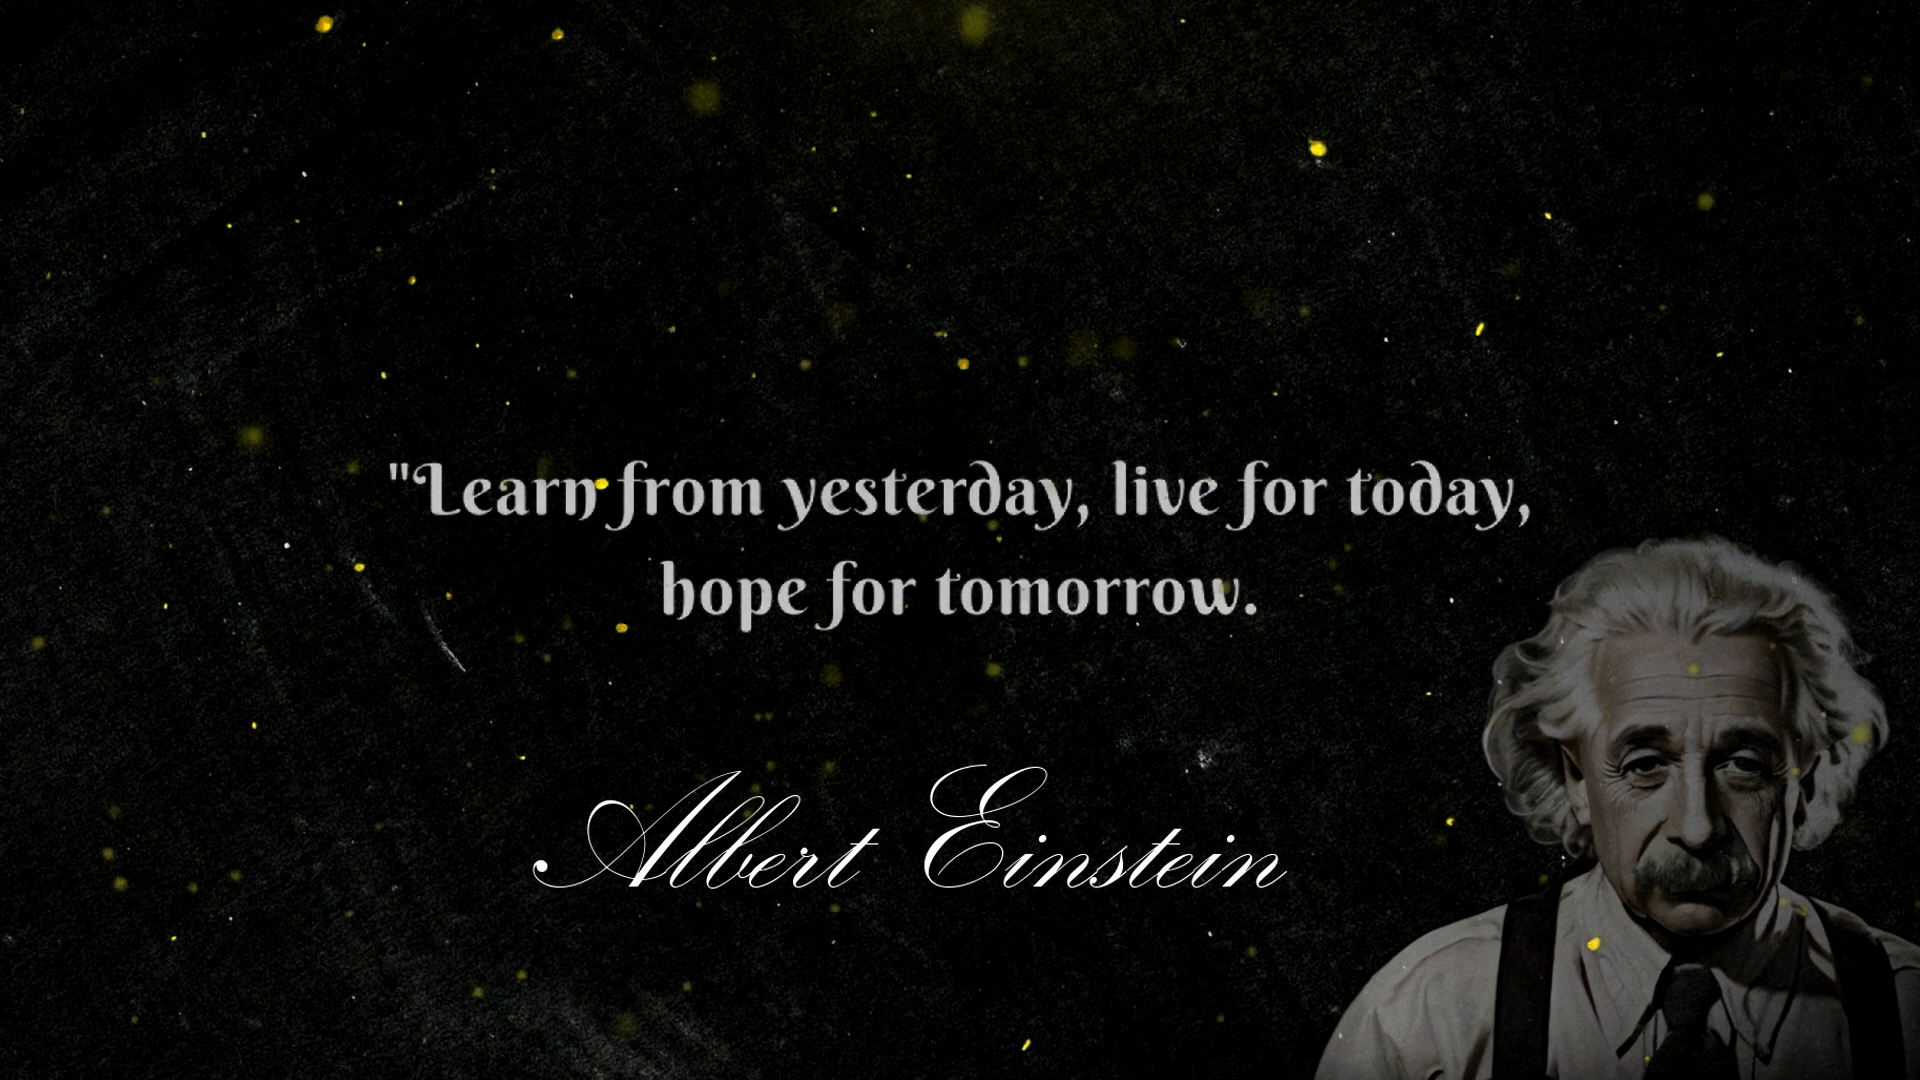 "Learn from yesterday, live for today,
hope for tomorrow.
Albert Einstein